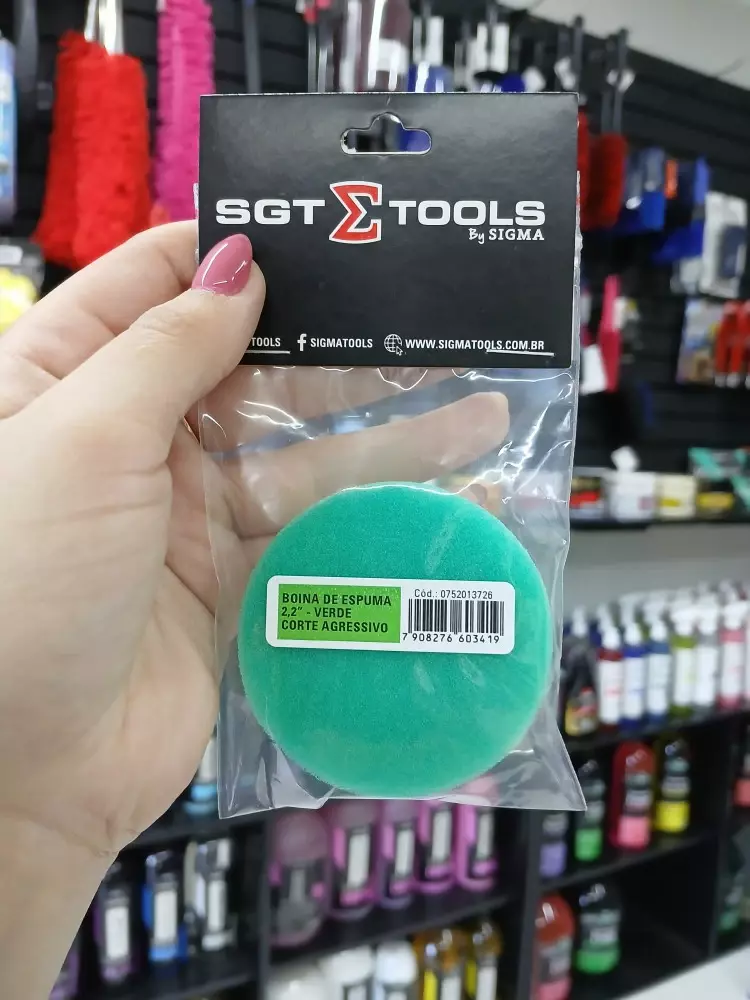 SGT Σ TOOLS
By SIGMA
TOOLS
SIGMATOOLS
WWW.SIGMATOOLS.COM.BR
BOINA DE ESPUMA
2,2" - VERDE
CORTE AGRESSIVO
Cód.: 0752013726
7 908276 603419